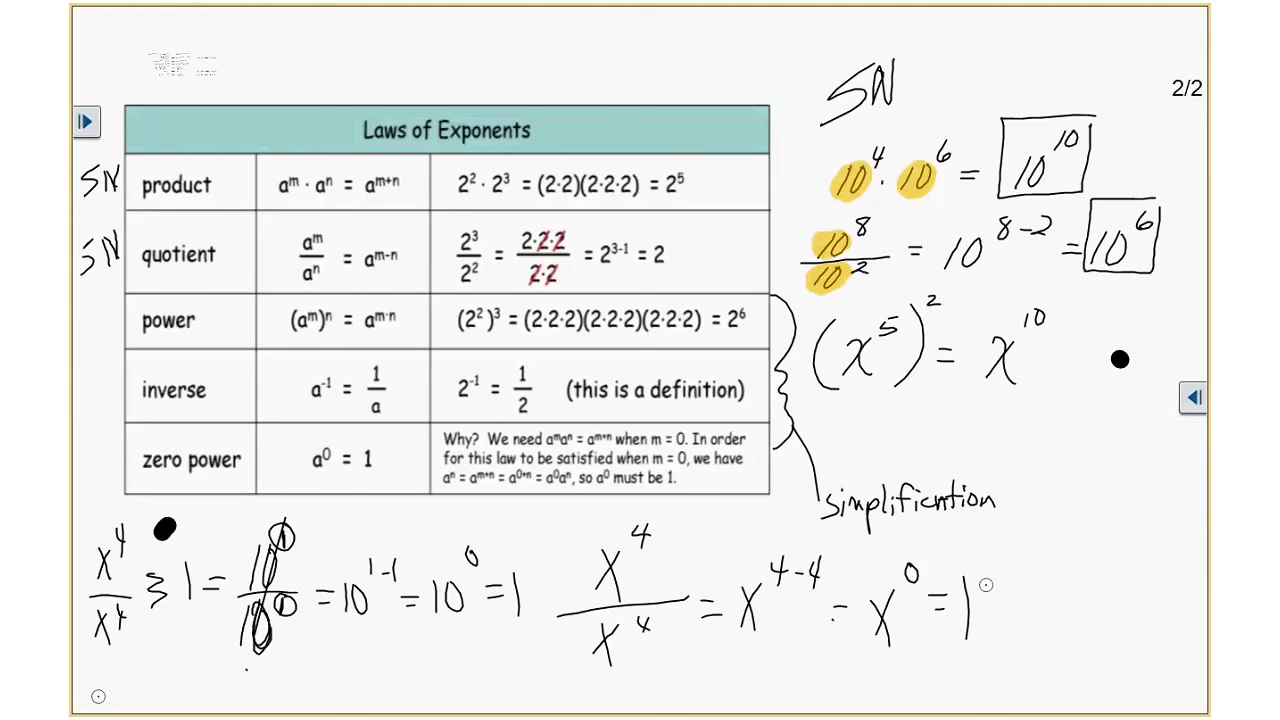 SN
2/2
Laws of Exponents
SN product aᵐ · aⁿ = aᵐ⁺ⁿ 2² · 2³ = (2·2)(2·2·2) = 2⁵
SN quotient aᵐ/aⁿ = aᵐ⁻ⁿ 2³/2² = 2·2·2/2·2 = 2³⁻¹ = 2
power (aᵐ)ⁿ = aᵐ·ⁿ (2²)³ = (2·2·2)(2·2·2)(2·2·2) = 2⁶
inverse a⁻¹ = 1/a 2⁻¹ = 1/2 (this is a definition)
zero power a⁰ = 1 Why? We need aᵐaⁿ = aᵐ⁺ⁿ when m = 0. In order
for this law to be satisfied when m = 0, we have
aⁿ = aᵐ⁺ⁿ = a⁰⁺ⁿ = a⁰aⁿ, so a⁰ must be 1.
10⁴ · 10⁶ = 10¹⁰
10⁸/10² = 10⁸⁻² = 10⁶
(x⁵)² = x¹⁰
simplification
x⁴/x⁴ 1 = 10¹/10¹ = 10¹⁻¹ = 10⁰ = 1
x⁴/x⁴ = x⁴⁻⁴ = x⁰ = 1